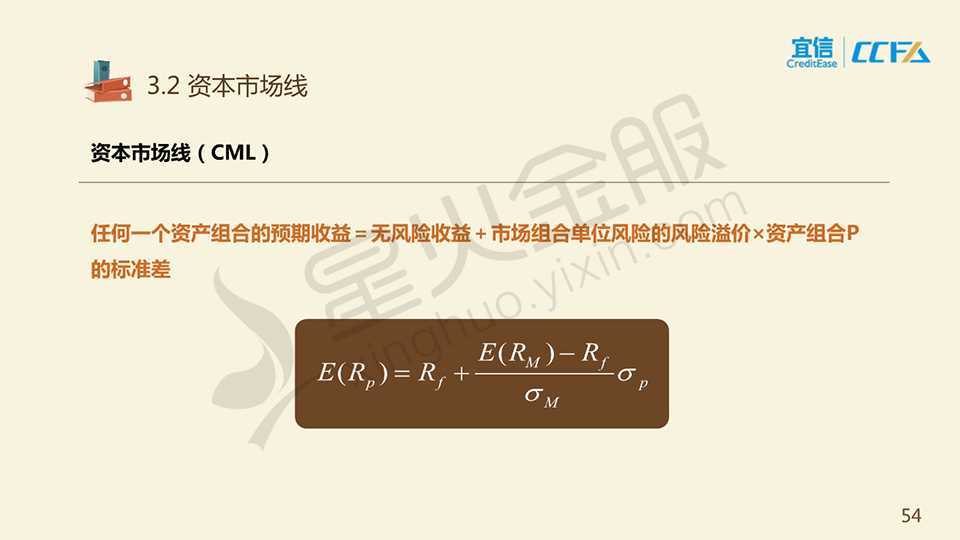 宜信 CreditEase CCFA
3.2 资本市场线
资本市场线（CML）
任何一个资产组合的预期收益＝无风险收益＋市场组合单位风险的风险溢价×资产组合P
的标准差
E(R_p) = R_f + \frac{E(R_M) - R_f}{σ_M} σ_p
星火金服
xinghuo.yixin.com
54